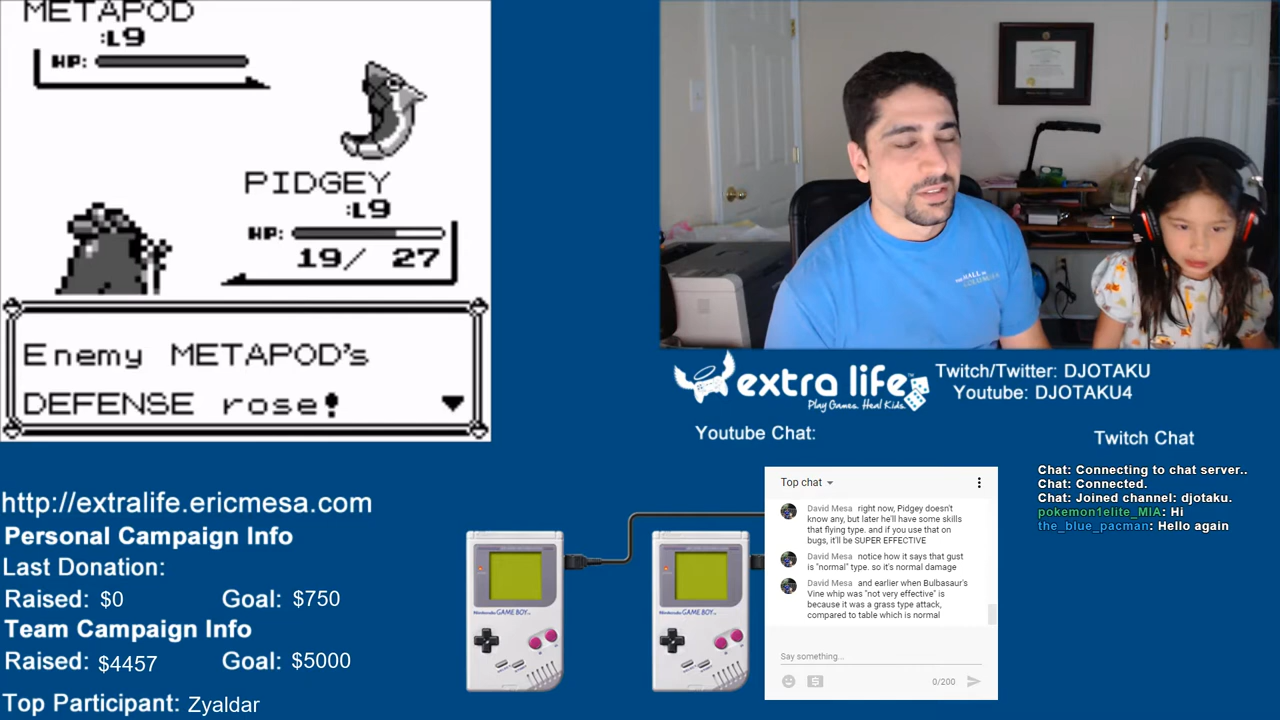 METAPOD
:L9
HP:
PIDGEY
:L9
HP:
19/ 27
Enemy METAPOD's
DEFENSE rose!
THE HALL IN
extra life
Play Games. Heal Kids.
Twitch/Twitter: DJOTAKU
Youtube: DJOTAKU4
Youtube Chat:
Twitch Chat
http://extralife.ericmesa.com
Personal Campaign Info
Last Donation:
Raised: $0 Goal: $750
Team Campaign Info
Raised: $4457 Goal: $5000
Top Participant: Zyaldar
Nintendo GAME BOY
Nintendo GAME BOY
Top chat
David Mesa right now, Pidgey doesn't
know any, but later he'll have some skills
that flying type. and if you use that on
bugs, it'll be SUPER EFFECTIVE
David Mesa notice how it says that gust
is "normal" type. so it's normal damage
David Mesa and earlier when Bulbasaur's
Vine whip was "not very effective" is
because it was a grass type attack,
compared to table which is normal
Say something...
0/200
Chat: Connecting to chat server..
Chat: Connected.
Chat: Joined channel: djotaku.
pokemon1elite_MIA: Hi
the_blue_pacman: Hello again